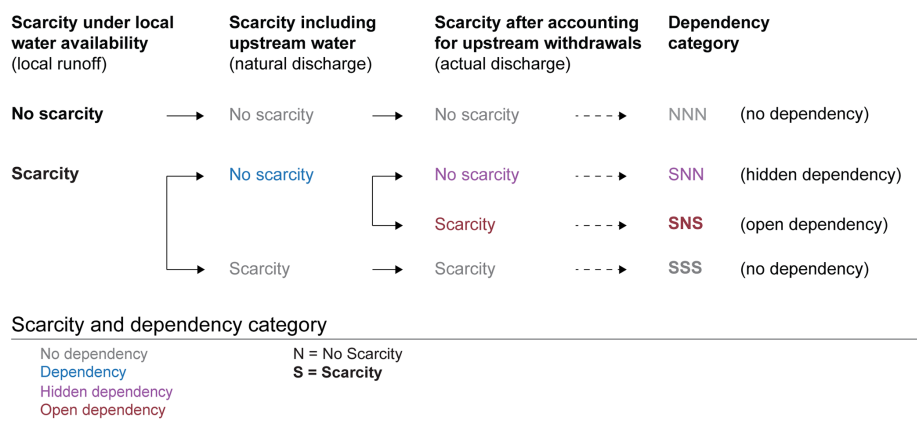 Scarcity under local Scarcity including Scarcity after accounting Dependency
water availability upstream water for upstream withdrawals category
(local runoff) (natural discharge) (actual discharge)
No scarcity No scarcity No scarcity NNN (no dependency)
Scarcity No scarcity No scarcity SNN (hidden dependency)
Scarcity SNS (open dependency)
Scarcity Scarcity SSS (no dependency)
Scarcity and dependency category
No dependency N = No Scarcity
Dependency S = Scarcity
Hidden dependency
Open dependency